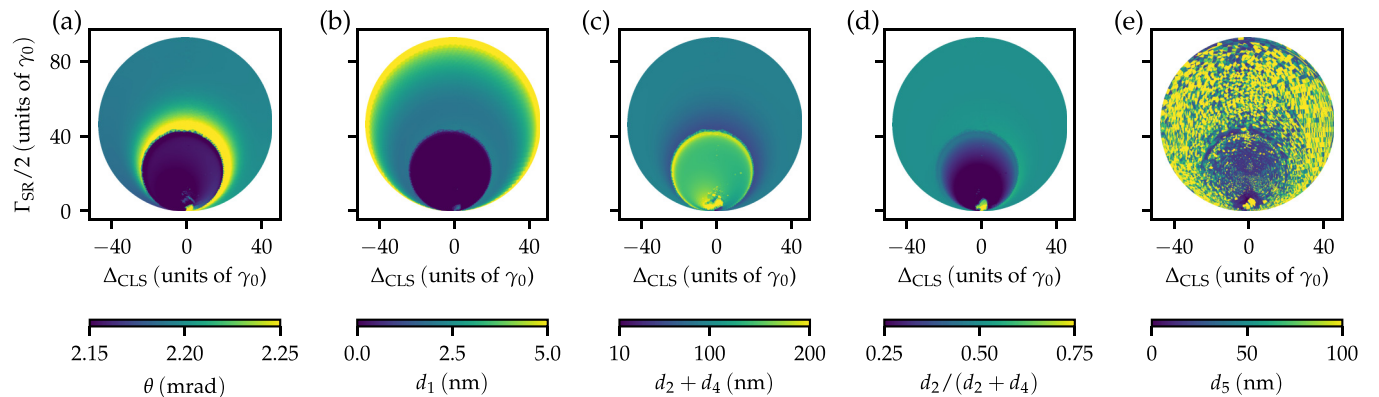 (a) (b) (c) (d) (e)
Γ_SR/2 (units of γ_0)
80
60
40
20
0
−40 0 40 −40 0 40 −40 0 40 −40 0 40 −40 0 40
Δ_CLS (units of γ_0) Δ_CLS (units of γ_0) Δ_CLS (units of γ_0) Δ_CLS (units of γ_0) Δ_CLS (units of γ_0)
2.15 2.20 2.25 0.0 2.5 5.0 10 100 200 0.25 0.50 0.75 0 50 100
θ (mrad) d_1 (nm) d_2 + d_4 (nm) d_2/(d_2 + d_4) d_5 (nm)